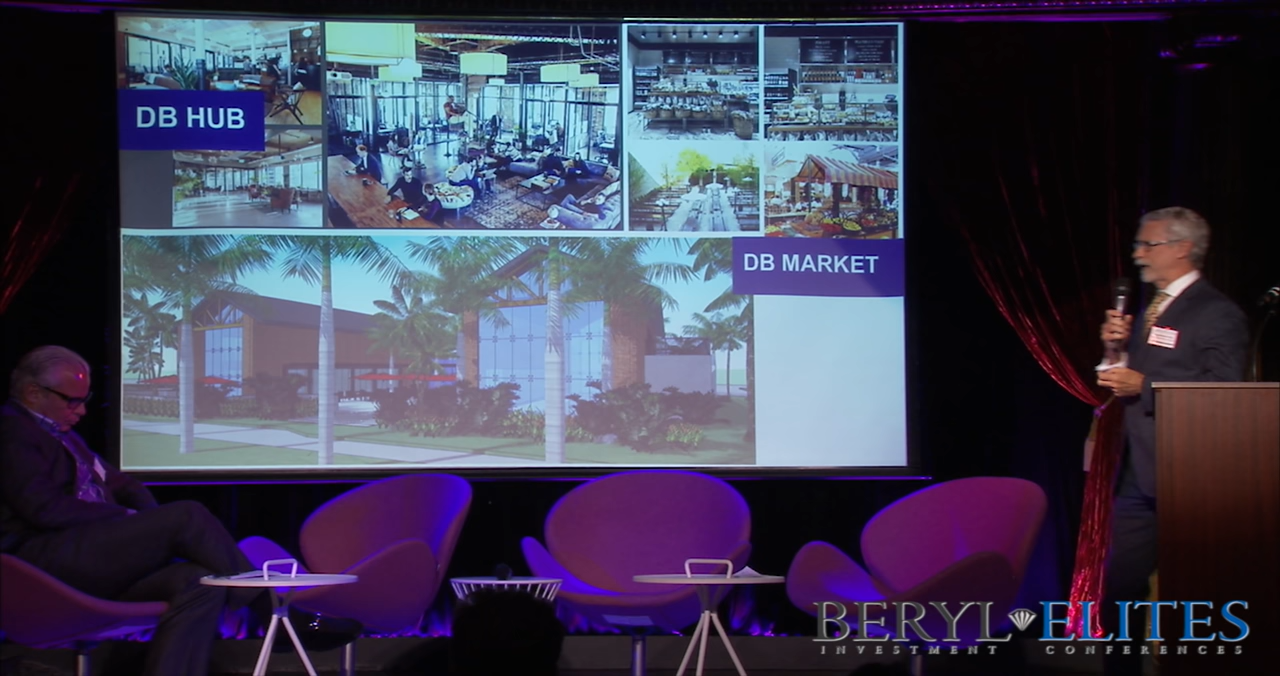 DB HUB
DB MARKET
BERYL ELITES
INVESTMENT CONFERENCES